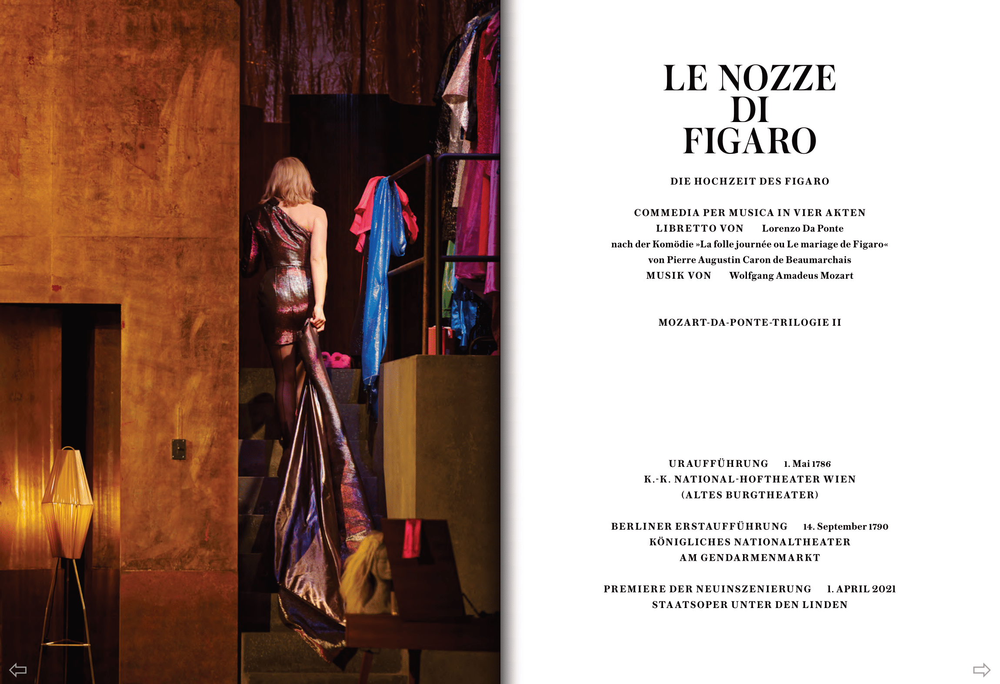 LE NOZZE
DI
FIGARO
DIE HOCHZEIT DES FIGARO
COMMEDIA PER MUSICA IN VIER AKTEN
LIBRETTO VON Lorenzo Da Ponte
nach der Komödie »La folle journée ou Le mariage de Figaro«
von Pierre Augustin Caron de Beaumarchais
MUSIK VON Wolfgang Amadeus Mozart
MOZART-DA-PONTE-TRILOGIE II
URAUFFÜHRUNG 1. Mai 1786
K.-K. NATIONAL-HOFTHEATER WIEN
(ALTES BURGTHEATER)
BERLINER ERSTAUFFÜHRUNG 14. September 1790
KÖNIGLICHES NATIONALTHEATER
AM GENDARMENMARKT
PREMIERE DER NEUINSZENIERUNG 1. APRIL 2021
STAATSOPER UNTER DEN LINDEN